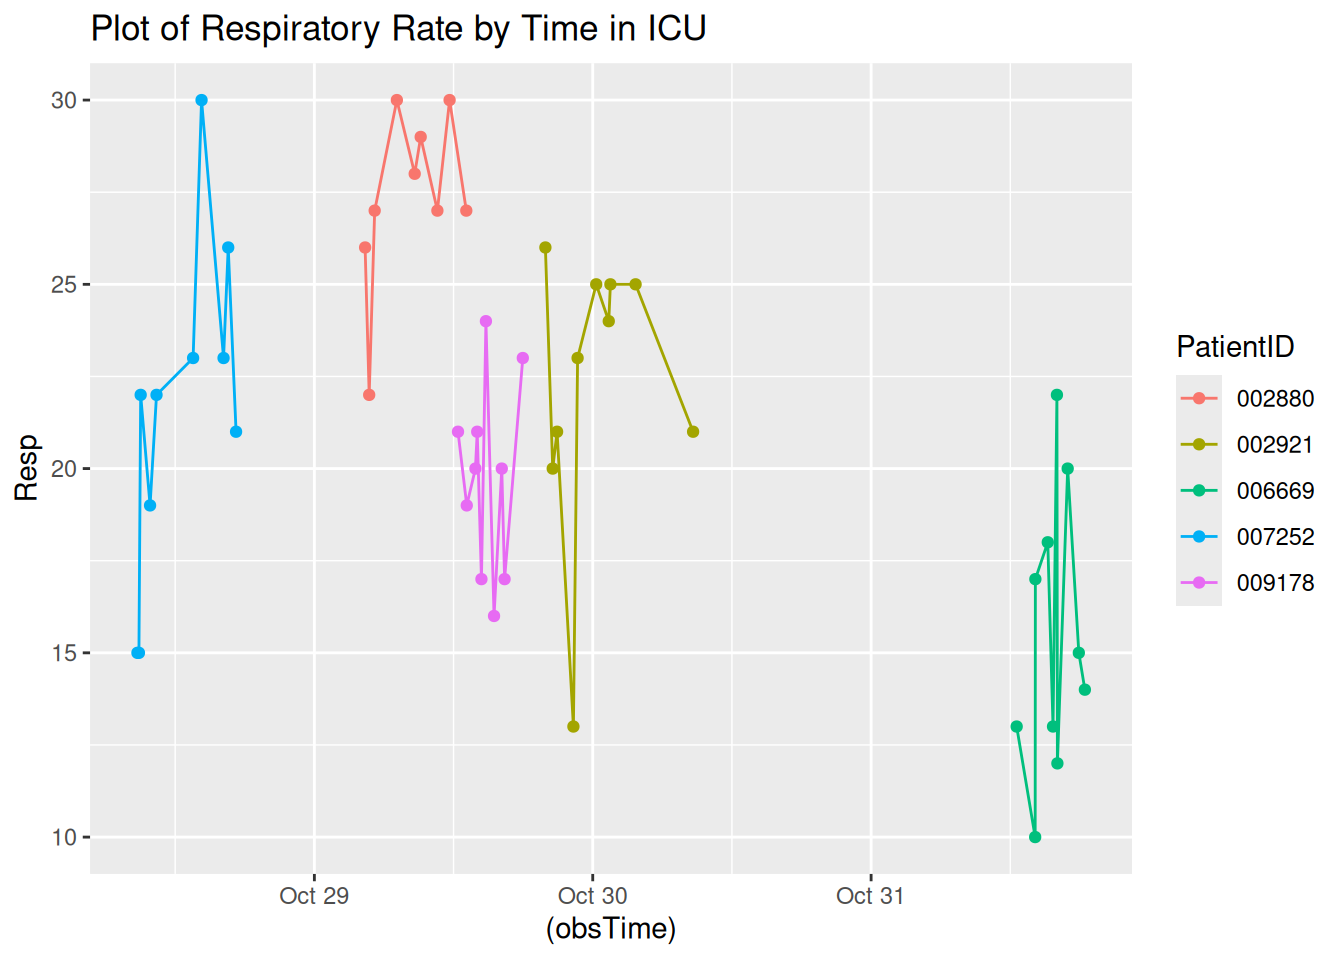 Plot of Respiratory Rate by Time in ICU
30
25
20
15
10
Resp
Oct 29 Oct 30 Oct 31
(obsTime)
PatientID
002880
002921
006669
007252
009178